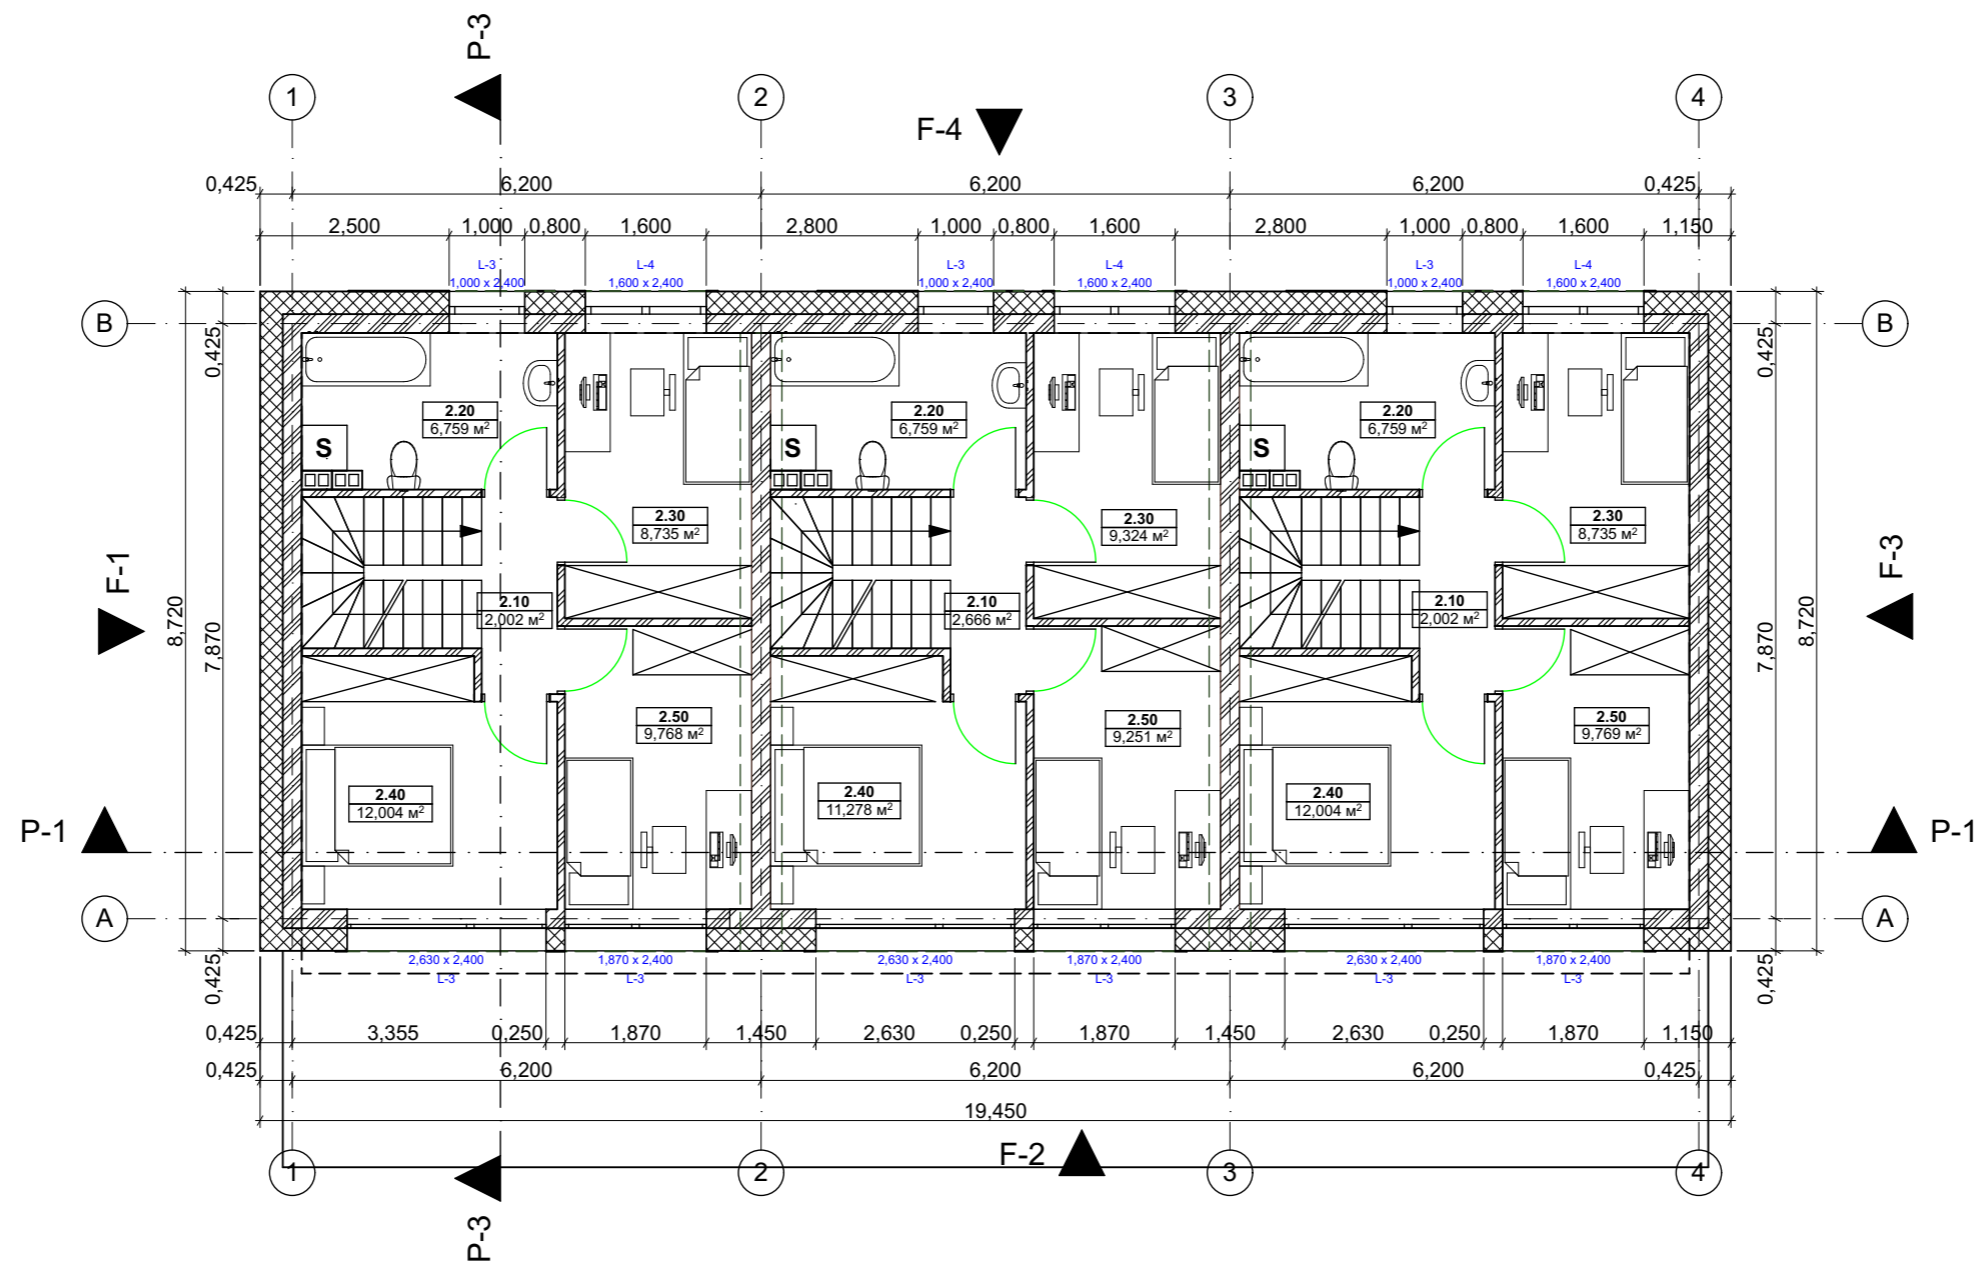 P-3
1 2 3 4
F-4
0,425 6,200 6,200 6,200 0,425
2,500 1,000 0,800 1,600 2,800 1,000 0,800 1,600 2,800 1,000 0,800 1,600 1,150
L-3 L-4 L-3 L-4 L-3 L-4
1,000 x 2,400 1,600 x 2,400 1,000 x 2,400 1,600 x 2,400 1,000 x 2,400 1,600 x 2,400
B B
0,425 0,425
2.20 2.20 2.20
6,759 м² 6,759 м² 6,759 м²
S S S
2.30 2.30 2.30
8,735 м² 9,324 м² 8,735 м²
F-1 F-3
8,720 7,870 7,870 8,720
2.10 2.10 2.10
2,002 м² 2,666 м² 2,002 м²
2.50 2.50 2.50
9,768 м² 9,251 м² 9,769 м²
2.40 2.40 2.40
12,004 м² 11,278 м² 12,004 м²
P-1 P-1
A A
0,425 0,425
2,630 x 2,400 1,870 x 2,400 2,630 x 2,400 1,870 x 2,400 2,630 x 2,400 1,870 x 2,400
L-3 L-3 L-3 L-3 L-3 L-3
0,425 3,355 0,250 1,870 1,450 2,630 0,250 1,870 1,450 2,630 0,250 1,870 1,150
0,425 6,200 6,200 6,200 0,425
19,450
F-2
1 2 3 4
P-3